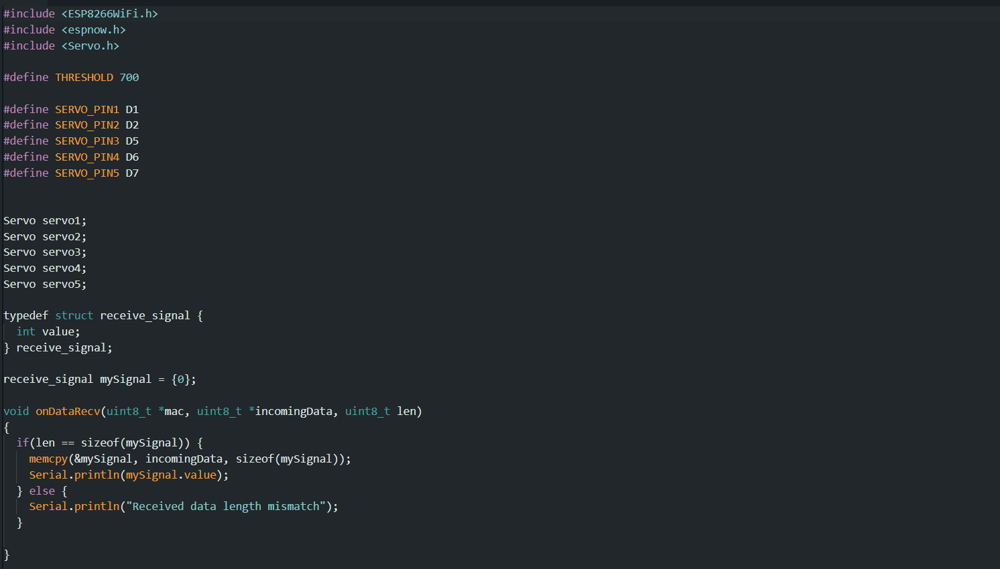 #include <ESP8266WiFi.h>
#include <espnow.h>
#include <Servo.h>
#define THRESHOLD 700
#define SERVO_PIN1 D1
#define SERVO_PIN2 D2
#define SERVO_PIN3 D5
#define SERVO_PIN4 D6
#define SERVO_PIN5 D7
Servo servo1;
Servo servo2;
Servo servo3;
Servo servo4;
Servo servo5;
typedef struct receive_signal {
  int value;
} receive_signal;
receive_signal mySignal = {0};
void onDataRecv(uint8_t *mac, uint8_t *incomingData, uint8_t len)
{
  if(len == sizeof(mySignal)) {
    memcpy(&mySignal, incomingData, sizeof(mySignal));
    Serial.println(mySignal.value);
  } else {
    Serial.println("Received data length mismatch");
  }
}